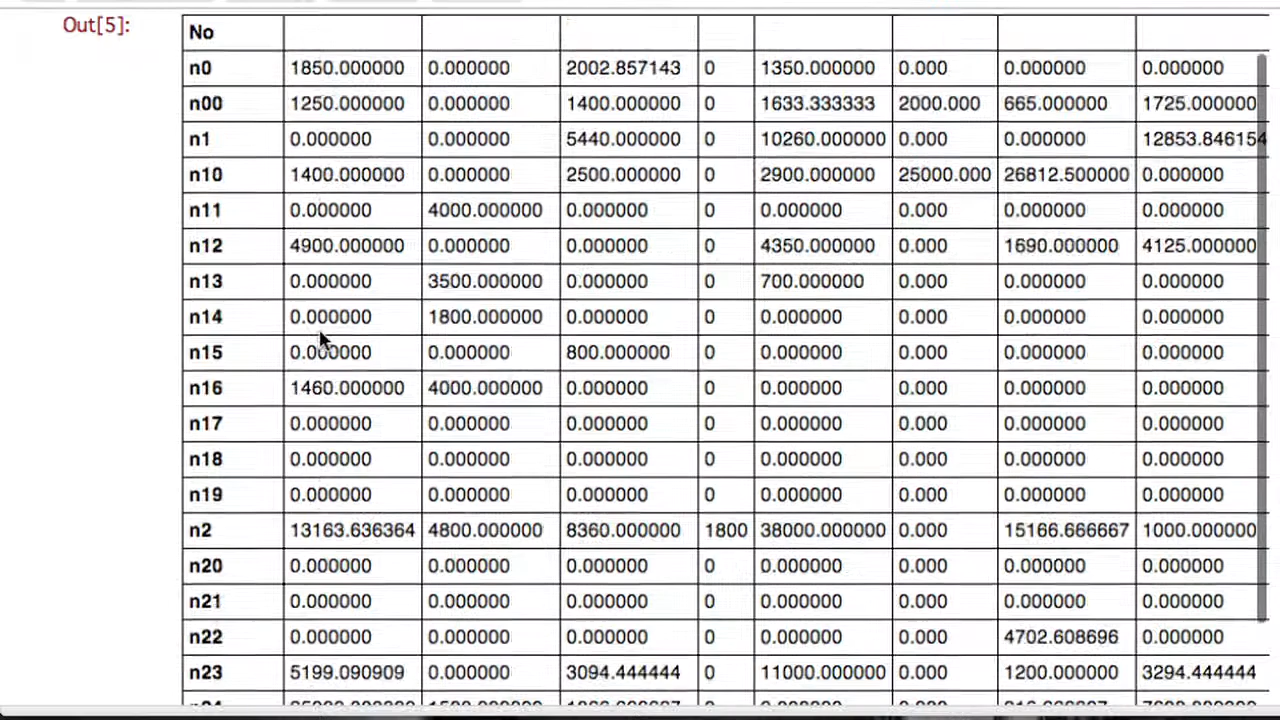 Out[5]:
No
n0 1850.000000 0.000000 2002.857143 0 1350.000000 0.000 0.000000 0.000000
n00 1250.000000 0.000000 1400.000000 0 1633.333333 2000.000 665.000000 1725.000000
n1 0.000000 0.000000 5440.000000 0 10260.000000 0.000 0.000000 12853.846154
n10 1400.000000 0.000000 2500.000000 0 2900.000000 25000.000 26812.500000 0.000000
n11 0.000000 4000.000000 0.000000 0 0.000000 0.000 0.000000 0.000000
n12 4900.000000 0.000000 0.000000 0 4350.000000 0.000 1690.000000 4125.000000
n13 0.000000 3500.000000 0.000000 0 700.000000 0.000 0.000000 0.000000
n14 0.000000 1800.000000 0.000000 0 0.000000 0.000 0.000000 0.000000
n15 0.000000 0.000000 800.000000 0 0.000000 0.000 0.000000 0.000000
n16 1460.000000 4000.000000 0.000000 0 0.000000 0.000 0.000000 0.000000
n17 0.000000 0.000000 0.000000 0 0.000000 0.000 0.000000 0.000000
n18 0.000000 0.000000 0.000000 0 0.000000 0.000 0.000000 0.000000
n19 0.000000 0.000000 0.000000 0 0.000000 0.000 0.000000 0.000000
n2 13163.636364 4800.000000 8360.000000 1800 38000.000000 0.000 15166.666667 1000.000000
n20 0.000000 0.000000 0.000000 0 0.000000 0.000 0.000000 0.000000
n21 0.000000 0.000000 0.000000 0 0.000000 0.000 0.000000 0.000000
n22 0.000000 0.000000 0.000000 0 0.000000 0.000 4702.608696 0.000000
n23 5199.090909 0.000000 3094.444444 0 11000.000000 0.000 1200.000000 3294.444444